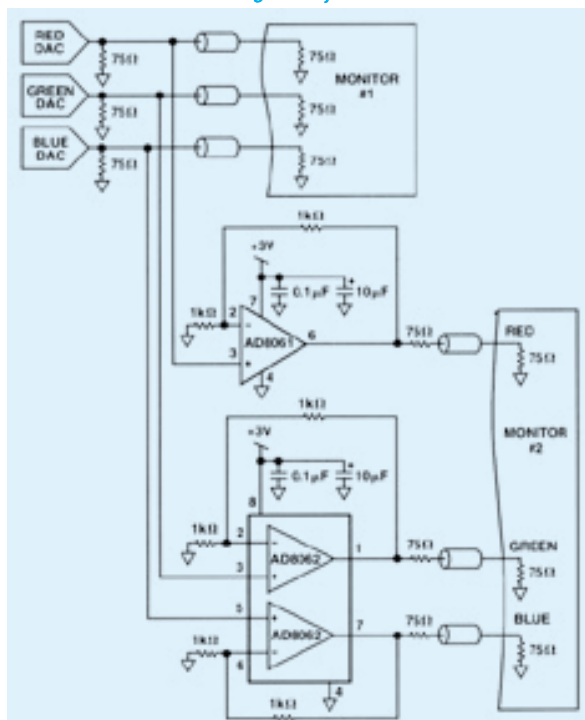 RED
DAC
75Ω
75Ω
GREEN
DAC
75Ω
75Ω
BLUE
DAC
75Ω
75Ω
MONITOR
#1
1kΩ
+3V
7
0.1µF
+
10µF
1kΩ
2
−
AD8061
6
3
+
4
75Ω
RED
75Ω
1kΩ
+3V
8
0.1µF
+
10µF
MONITOR
#2
1kΩ
2
−
AD8062
1
3
+
75Ω
GREEN
75Ω
5
+
AD8062
7
75Ω
BLUE
75Ω
1kΩ
6
−
4
1kΩ